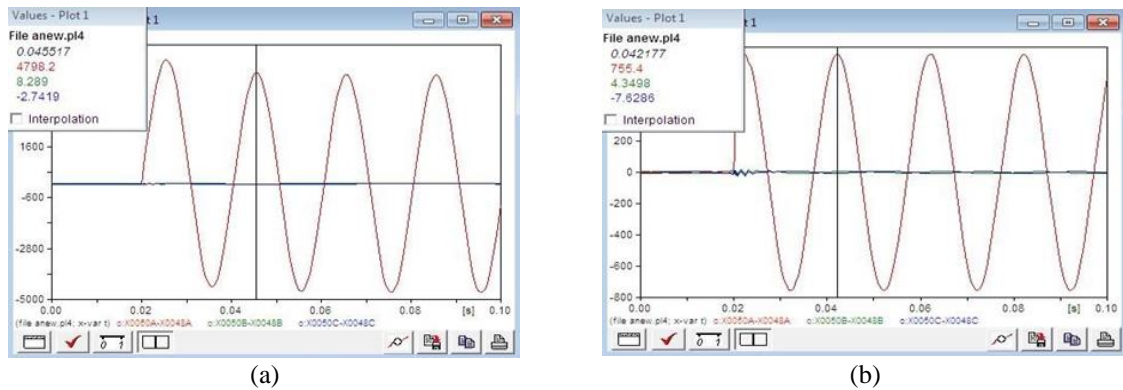 Values - Plot 1
File anew.pl4
0.045517
4798.2
8.289
-2.7419
Interpolation
t 1
1600
-600
-2800
-5000
0.00
0.02
0.04
0.06
0.08
[s]
0.10
(file anew.pl4; x-var t) c:X0050A-X0048A c:X0050B-X0048B c:X0050C-X0048C
(a)
Values - Plot 1
File anew.pl4
0.042177
755.4
4.3498
-7.6286
Interpolation
t 1
200
0
-200
-400
-600
-800
0.00
0.02
0.04
0.06
0.08
[s]
0.10
(file anew.pl4; x-var t) c:X0050A-X0048A c:X0050B-X0048B c:X0050C-X0048C
(b)